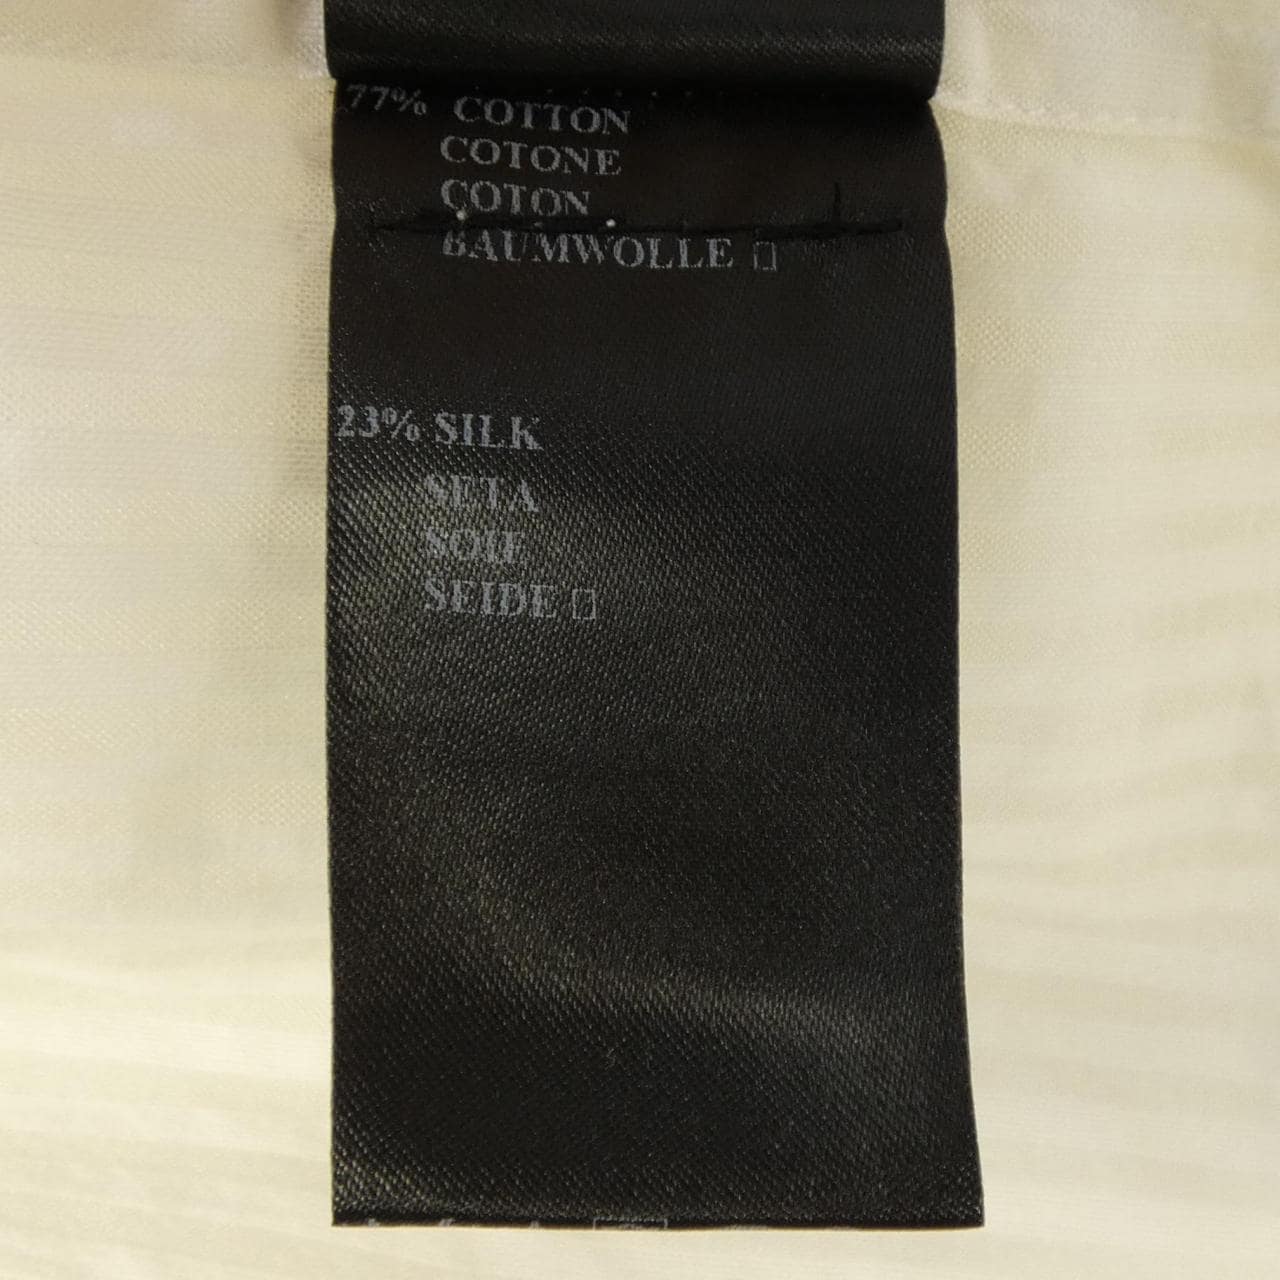 77% COTTON
COTONE
COTON
BAUMWOLLE □
23% SILK
SETA
SOIE
SEIDE □